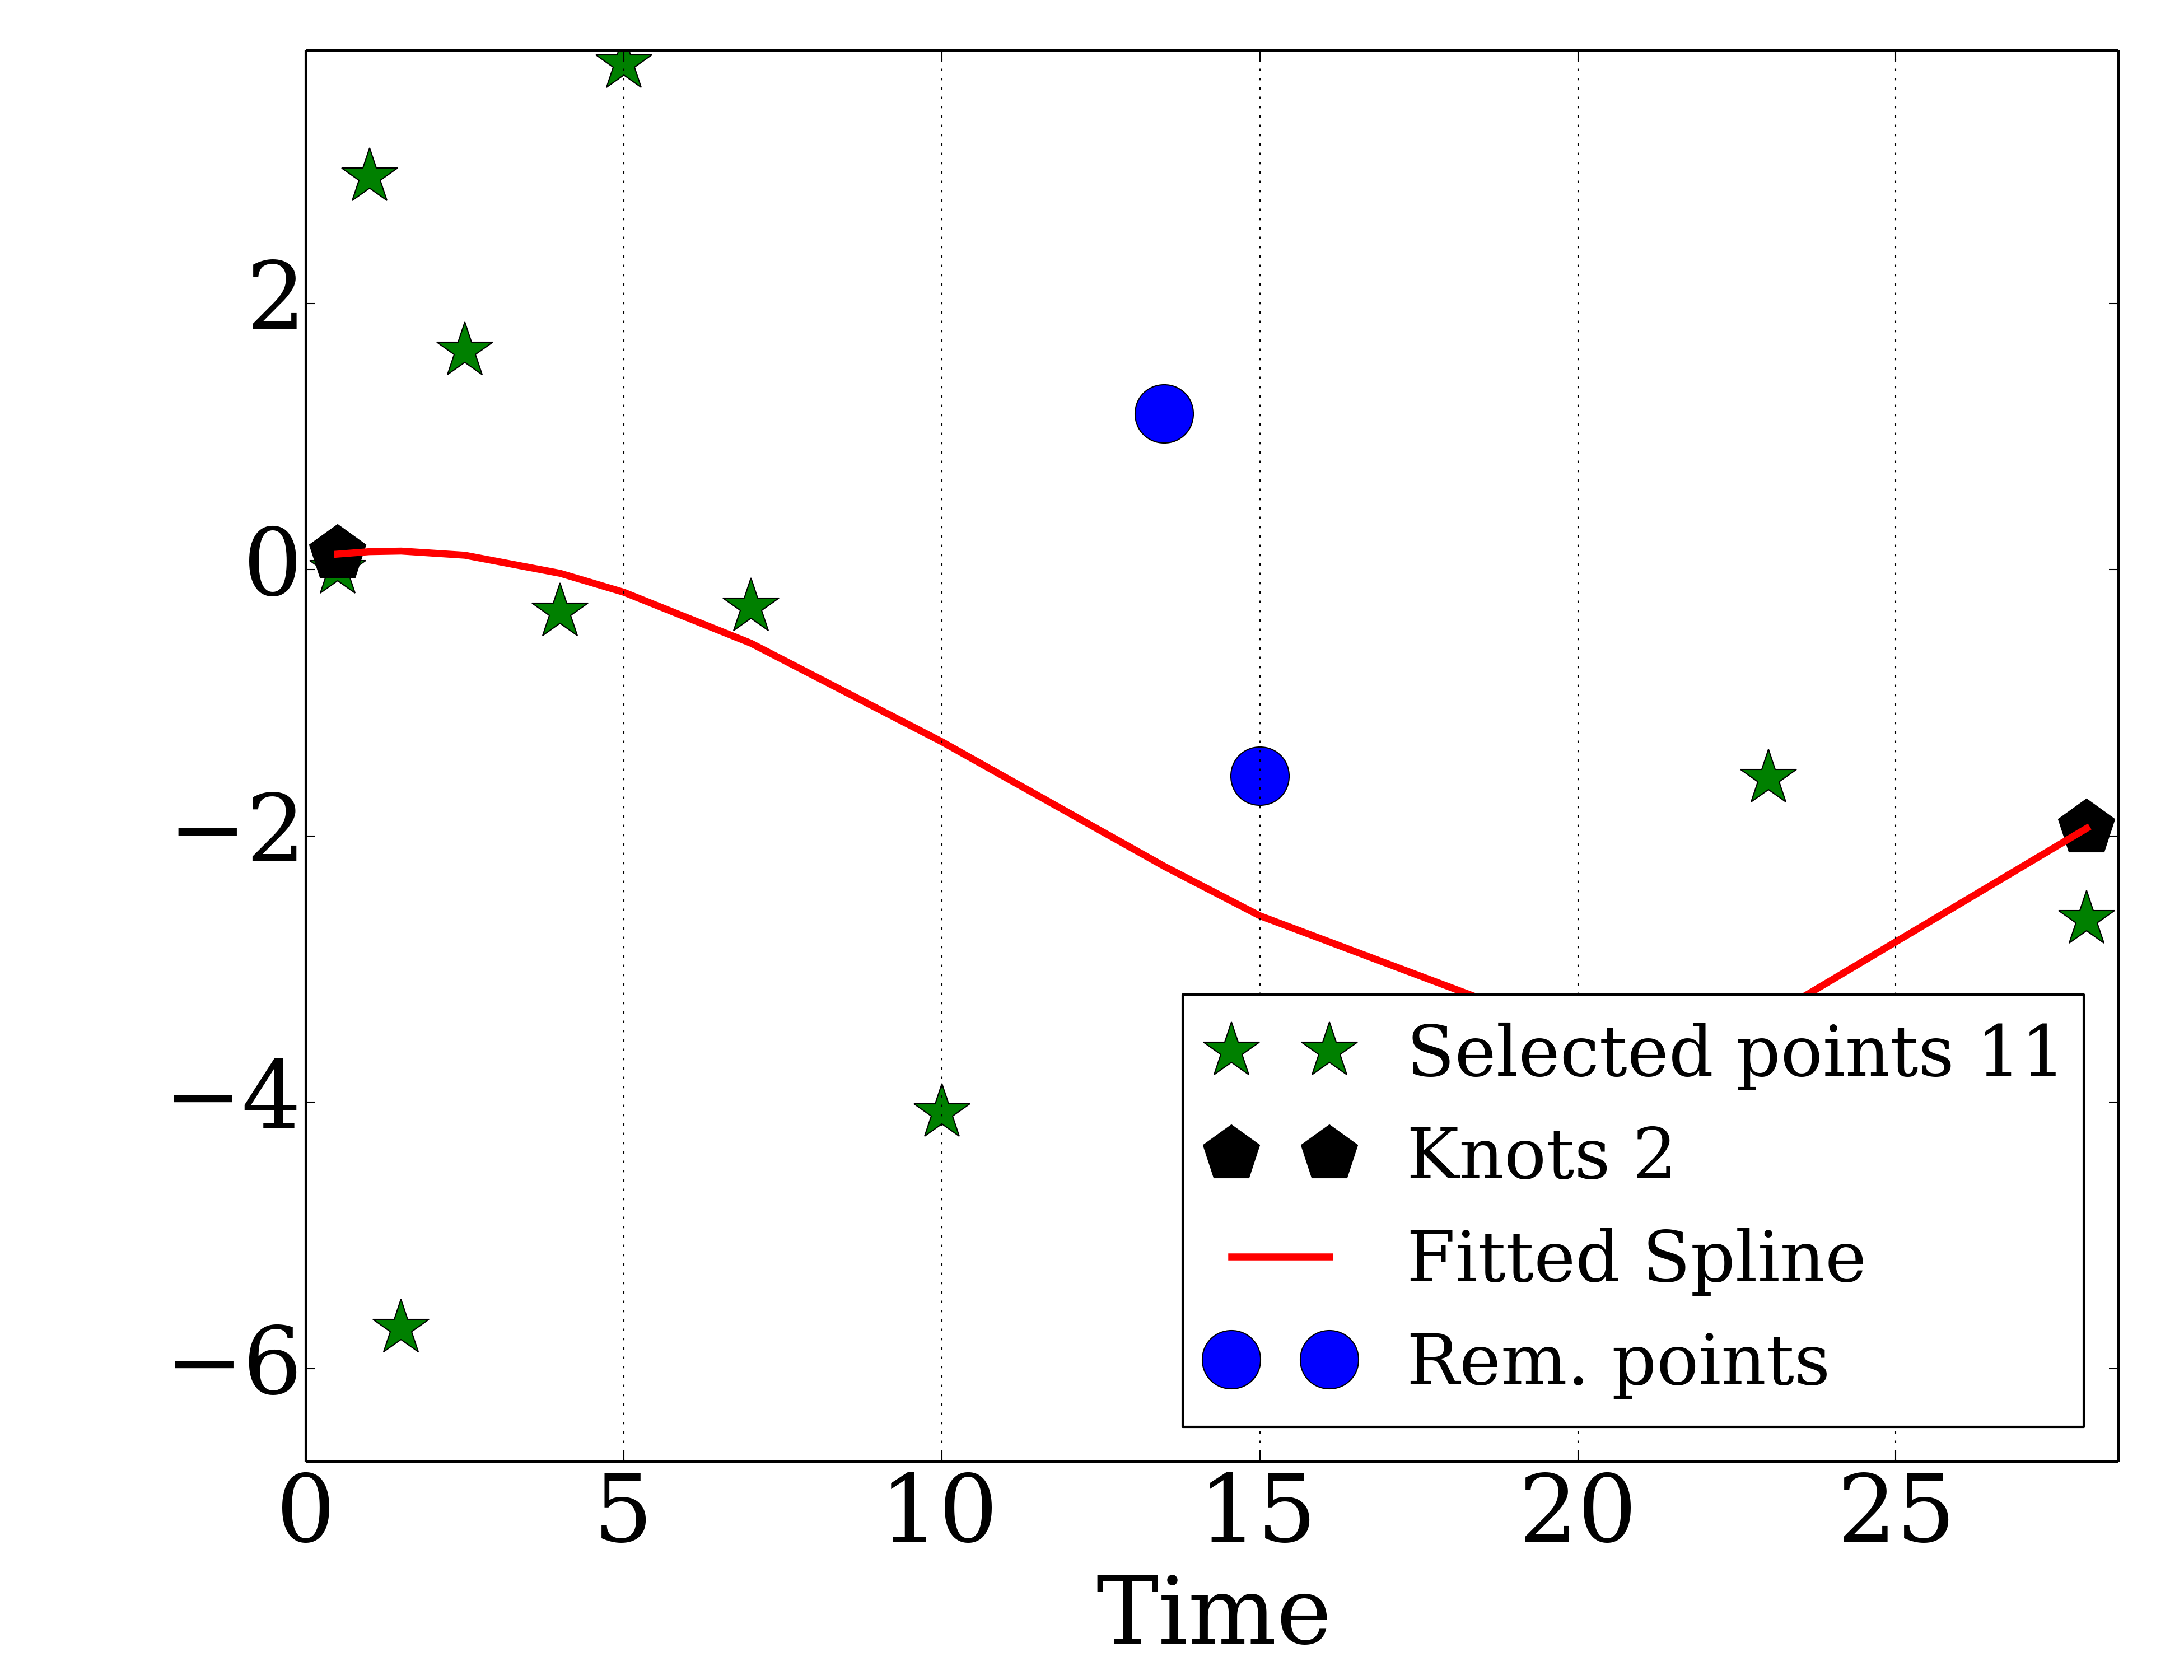 2
0
−2
−4
−6
Selected points 11
Knots 2
Fitted Spline
Rem. points
0 5 10 15 20 25
Time